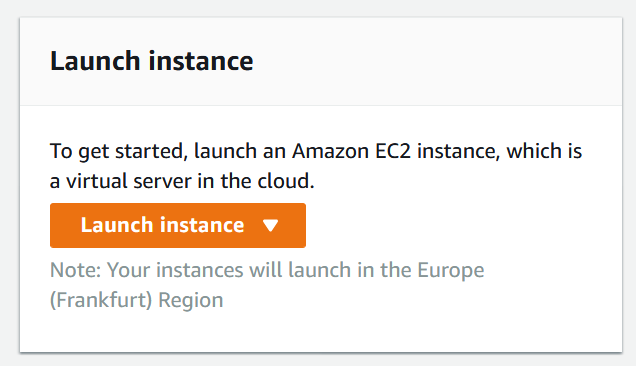 Launch instance
To get started, launch an Amazon EC2 instance, which is
a virtual server in the cloud.
Launch instance
Note: Your instances will launch in the Europe
(Frankfurt) Region